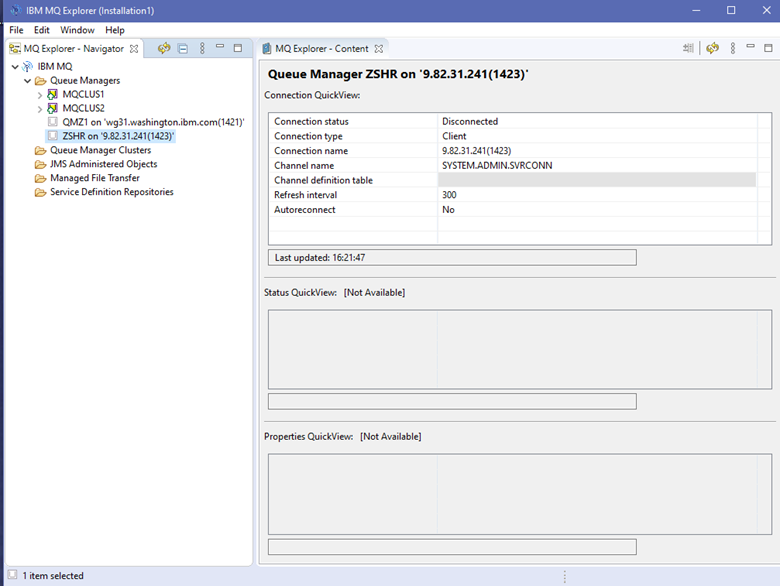 IBM MQ Explorer (Installation1)
File Edit Window Help
MQ Explorer - Navigator
IBM MQ
Queue Managers
MQCLUS1
MQCLUS2
QMZ1 on 'wg31.washington.ibm.com(1421)'
ZSHR on '9.82.31.241(1423)'
Queue Manager Clusters
JMS Administered Objects
Managed File Transfer
Service Definition Repositories
MQ Explorer - Content
Queue Manager ZSHR on '9.82.31.241(1423)'
Connection QuickView:
Connection status Disconnected
Connection type Client
Connection name 9.82.31.241(1423)
Channel name SYSTEM.ADMIN.SVRCONN
Channel definition table
Refresh interval 300
Autoreconnect No
Last updated: 16:21:47
Status QuickView: [Not Available]
Properties QuickView: [Not Available]
1 item selected